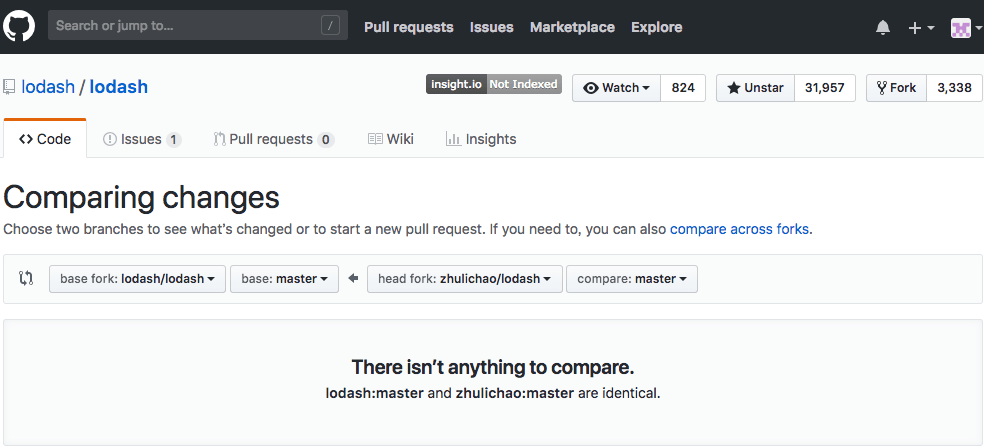 Search or jump to... / Pull requests Issues Marketplace Explore
lodash / lodash insight.io Not Indexed Watch 824 Unstar 31,957 Fork 3,338
Code Issues 1 Pull requests 0 Wiki Insights
Comparing changes
Choose two branches to see what's changed or to start a new pull request. If you need to, you can also compare across forks.
base fork: lodash/lodash base: master head fork: zhulichao/lodash compare: master
There isn't anything to compare.
lodash:master and zhulichao:master are identical.